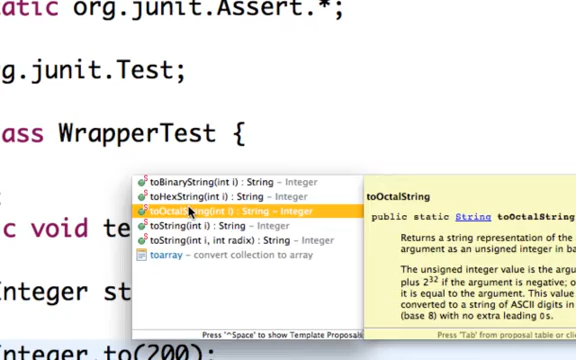 tatic org.junit.Assert.*;
g.junit.Test;
ass WrapperTest {
c void te
toBinaryString(int i) : String – Integer
toHexString(int i) : String – Integer
toOctalString(int i) : String – Integer
toString(int i) : String – Integer
toString(int i, int radix) : String – Integer
toarray – convert collection to array
Press '^Space' to show Template Proposals
toOctalString
public static String toOctalString
Returns a string representation of the
argument as an unsigned integer in ba
The unsigned integer value is the argu
plus 2³² if the argument is negative; o
it is equal to the argument. This value
converted to a string of ASCII digits in
(base 8) with no extra leading 0s.
Press 'Tab' from proposal table or cli
Integer st
Integer.to(200);